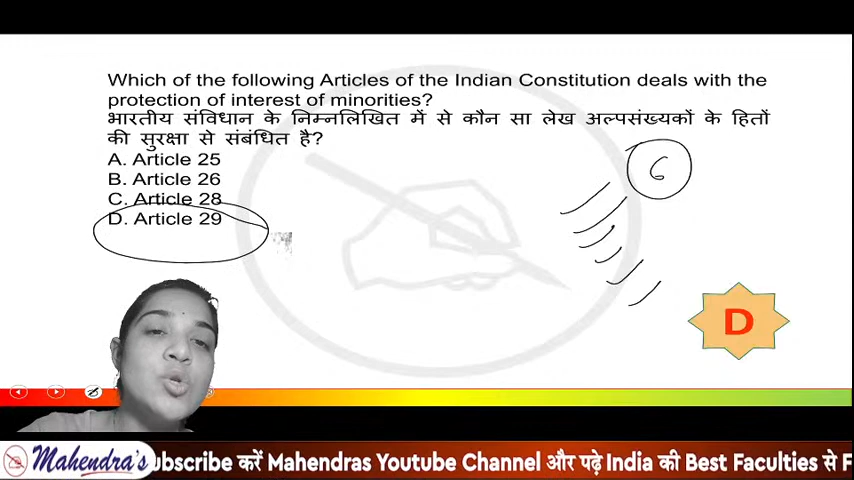 Which of the following Articles of the Indian Constitution deals with the
protection of interest of minorities?
भारतीय संविधान के निम्नलिखित में से कौन सा लेख अल्पसंख्यकों के हितों
की सुरक्षा से संबंधित है?
A. Article 25
B. Article 26
C. Article 28
D. Article 29
6
D
Mahendra's
ubscribe करें Mahendras Youtube Channel और पढ़े India की Best Faculties से F